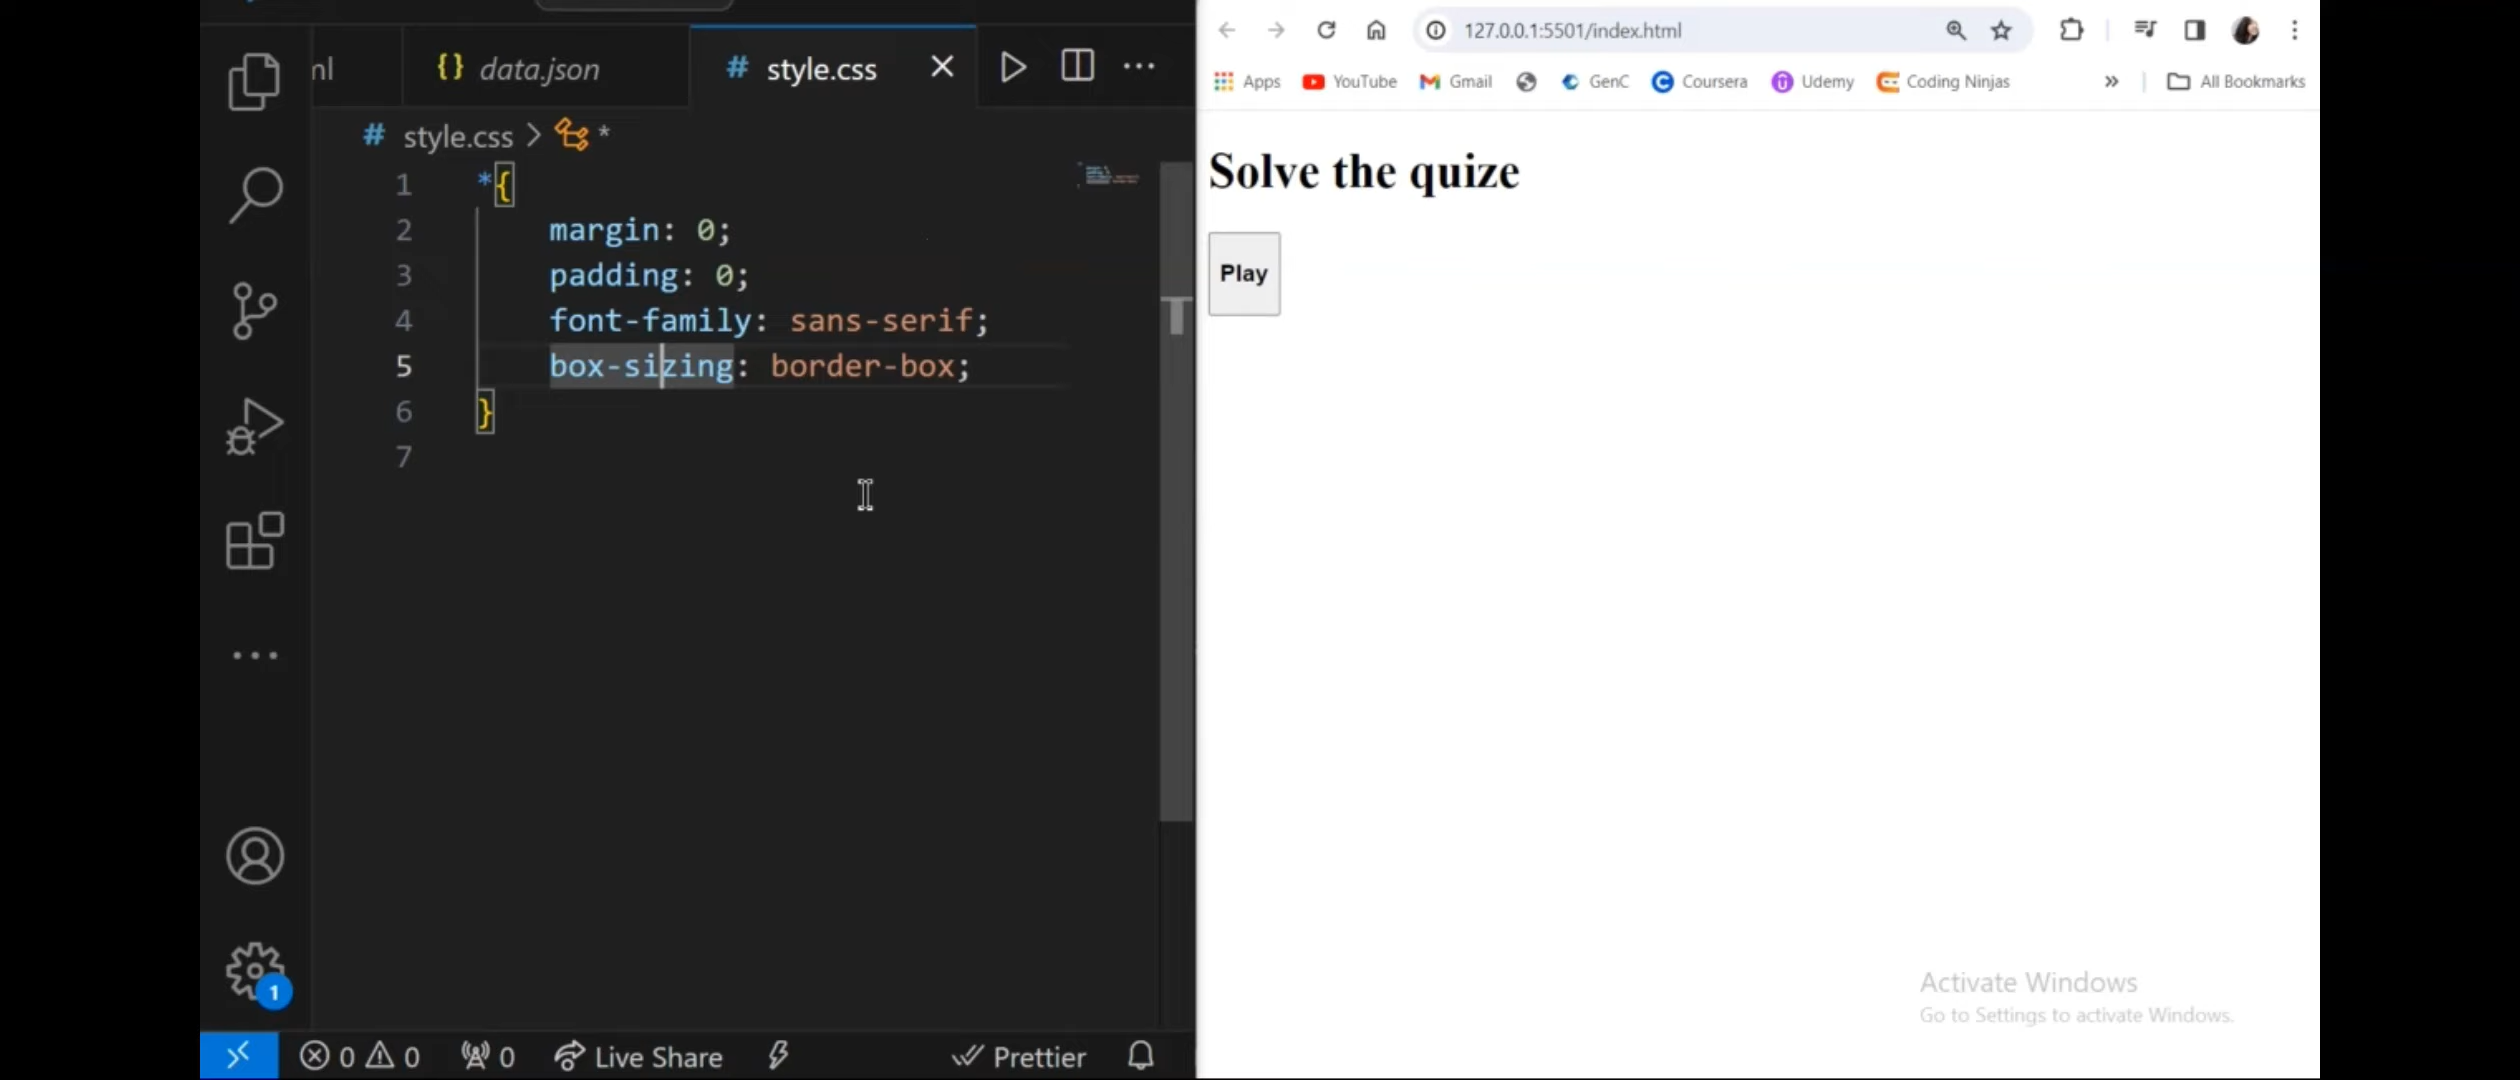 ml
{} data.json
# style.css
# style.css > *
1 *{
2 margin: 0;
3 padding: 0;
4 font-family: sans-serif;
5 box-sizing: border-box;
6 }
7
1
0 0 0 Live Share Prettier
127.0.0.1:5501/index.html
Apps YouTube Gmail GenC Coursera Udemy Coding Ninjas » All Bookmarks
Solve the quize
Play
Activate Windows
Go to Settings to activate Windows.